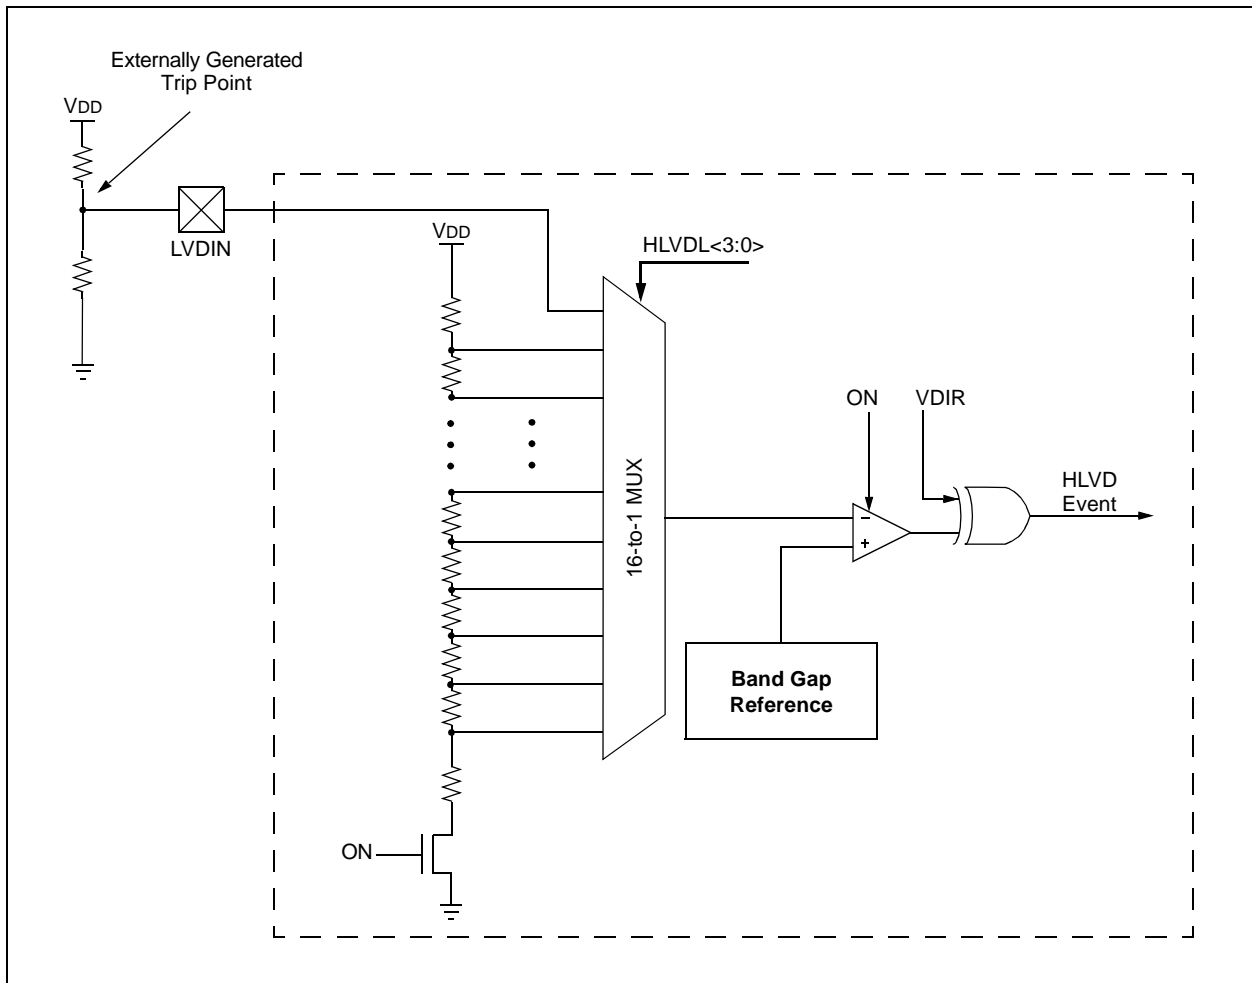 Externally Generated
Trip Point
VDD
LVDIN
VDD
HLVDL<3:0>
16-to-1 MUX
ON
VDIR
−
+
HLVD
Event
Band Gap
Reference
ON